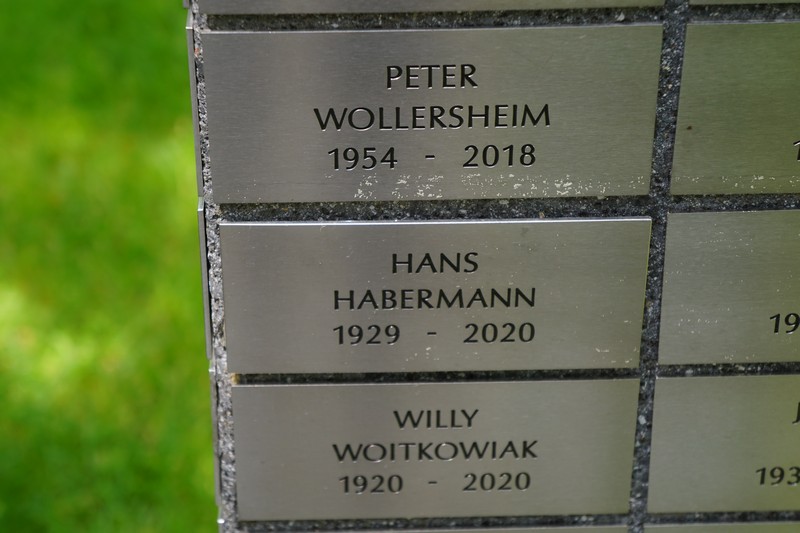 PETER
WOLLERSHEIM
1954 - 2018
HANS
HABERMANN
1929 - 2020
WILLY
WOITKOWIAK
1920 - 2020